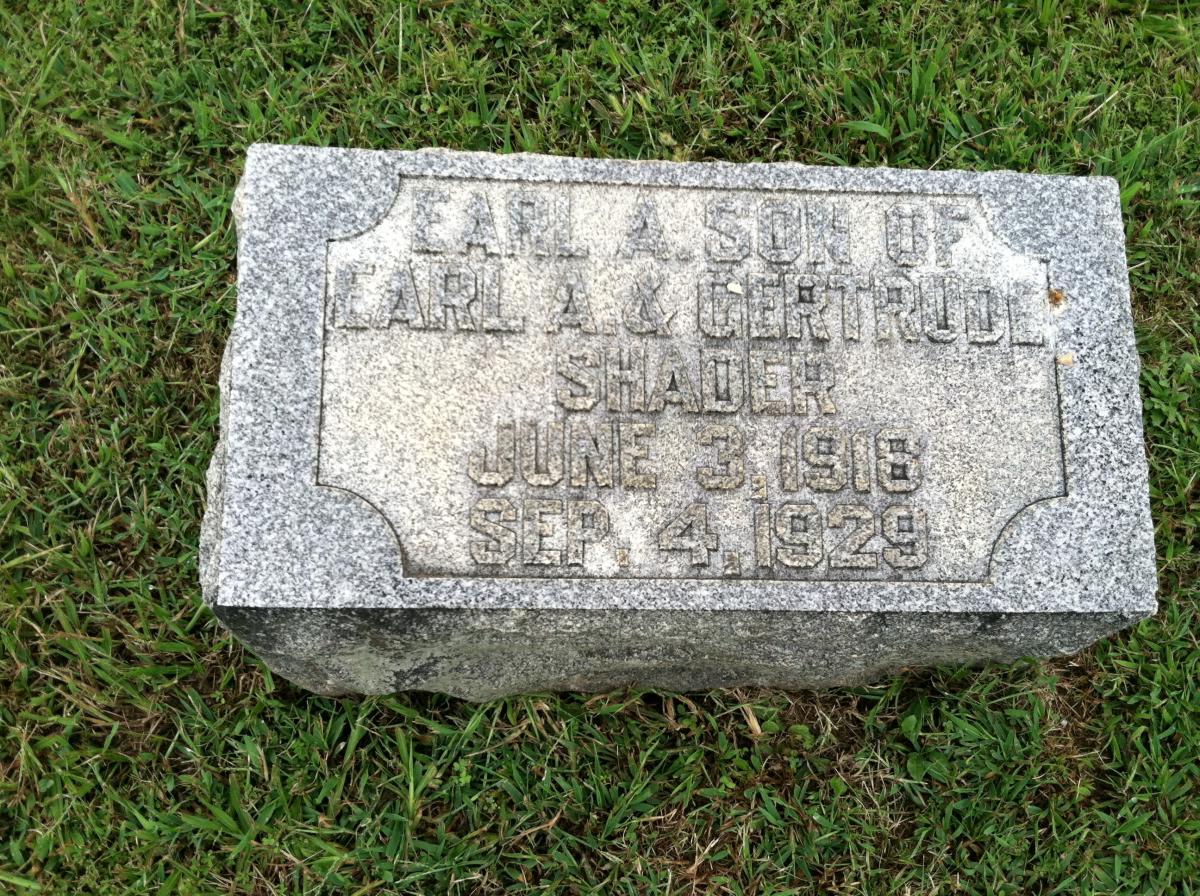 EARL A. SON OF
EARL A. & GERTRUDE
SHADER
JUNE 3, 1918
SEP. 4, 1929